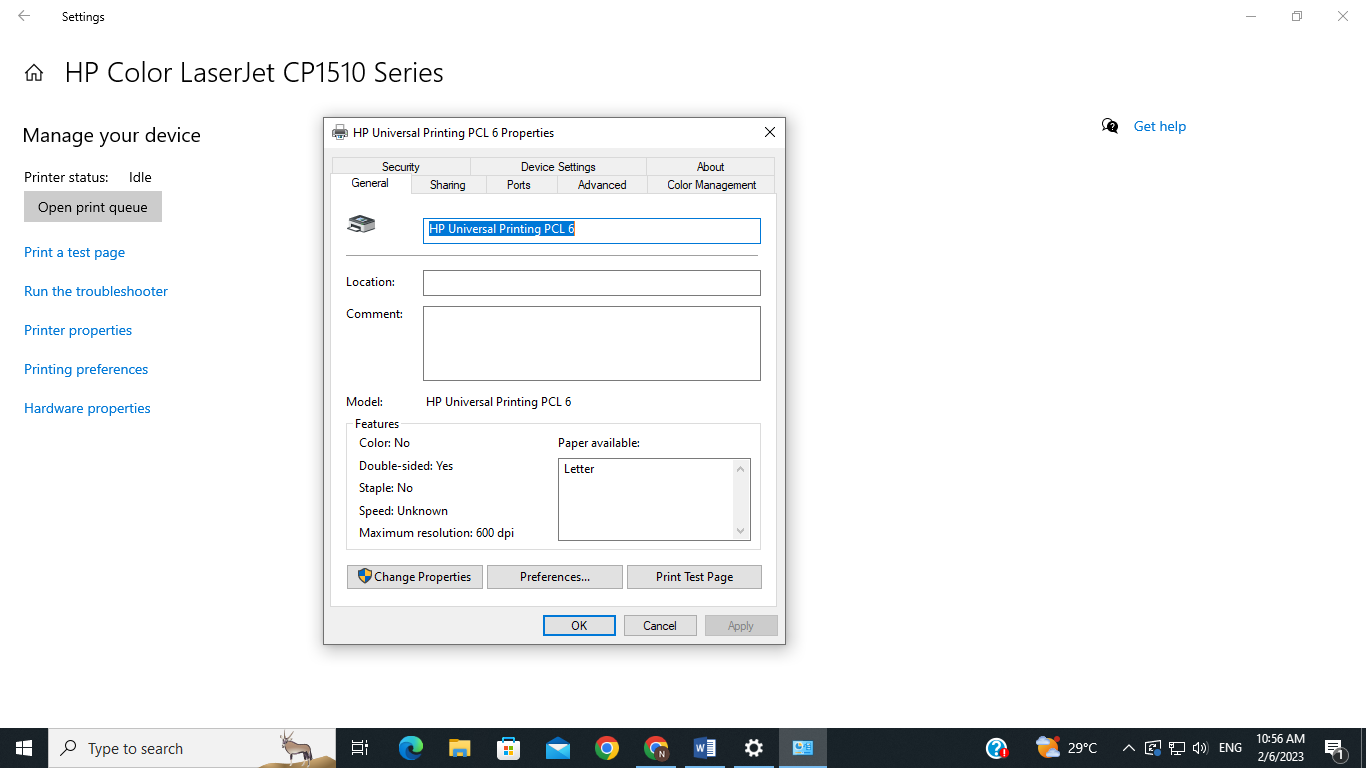 Settings
HP Color LaserJet CP1510 Series
Manage your device
Printer status: Idle
Open print queue
Print a test page
Run the troubleshooter
Printer properties
Printing preferences
Hardware properties
Get help
HP Universal Printing PCL 6 Properties
Security Device Settings About
General Sharing Ports Advanced Color Management
HP Universal Printing PCL 6
Location:
Comment:
Model: HP Universal Printing PCL 6
Features
Color: No
Double-sided: Yes
Staple: No
Speed: Unknown
Maximum resolution: 600 dpi
Paper available:
Letter
Change Properties Preferences... Print Test Page
OK Cancel Apply
Type to search
N
29°C
ENG
10:56 AM
2/6/2023
1